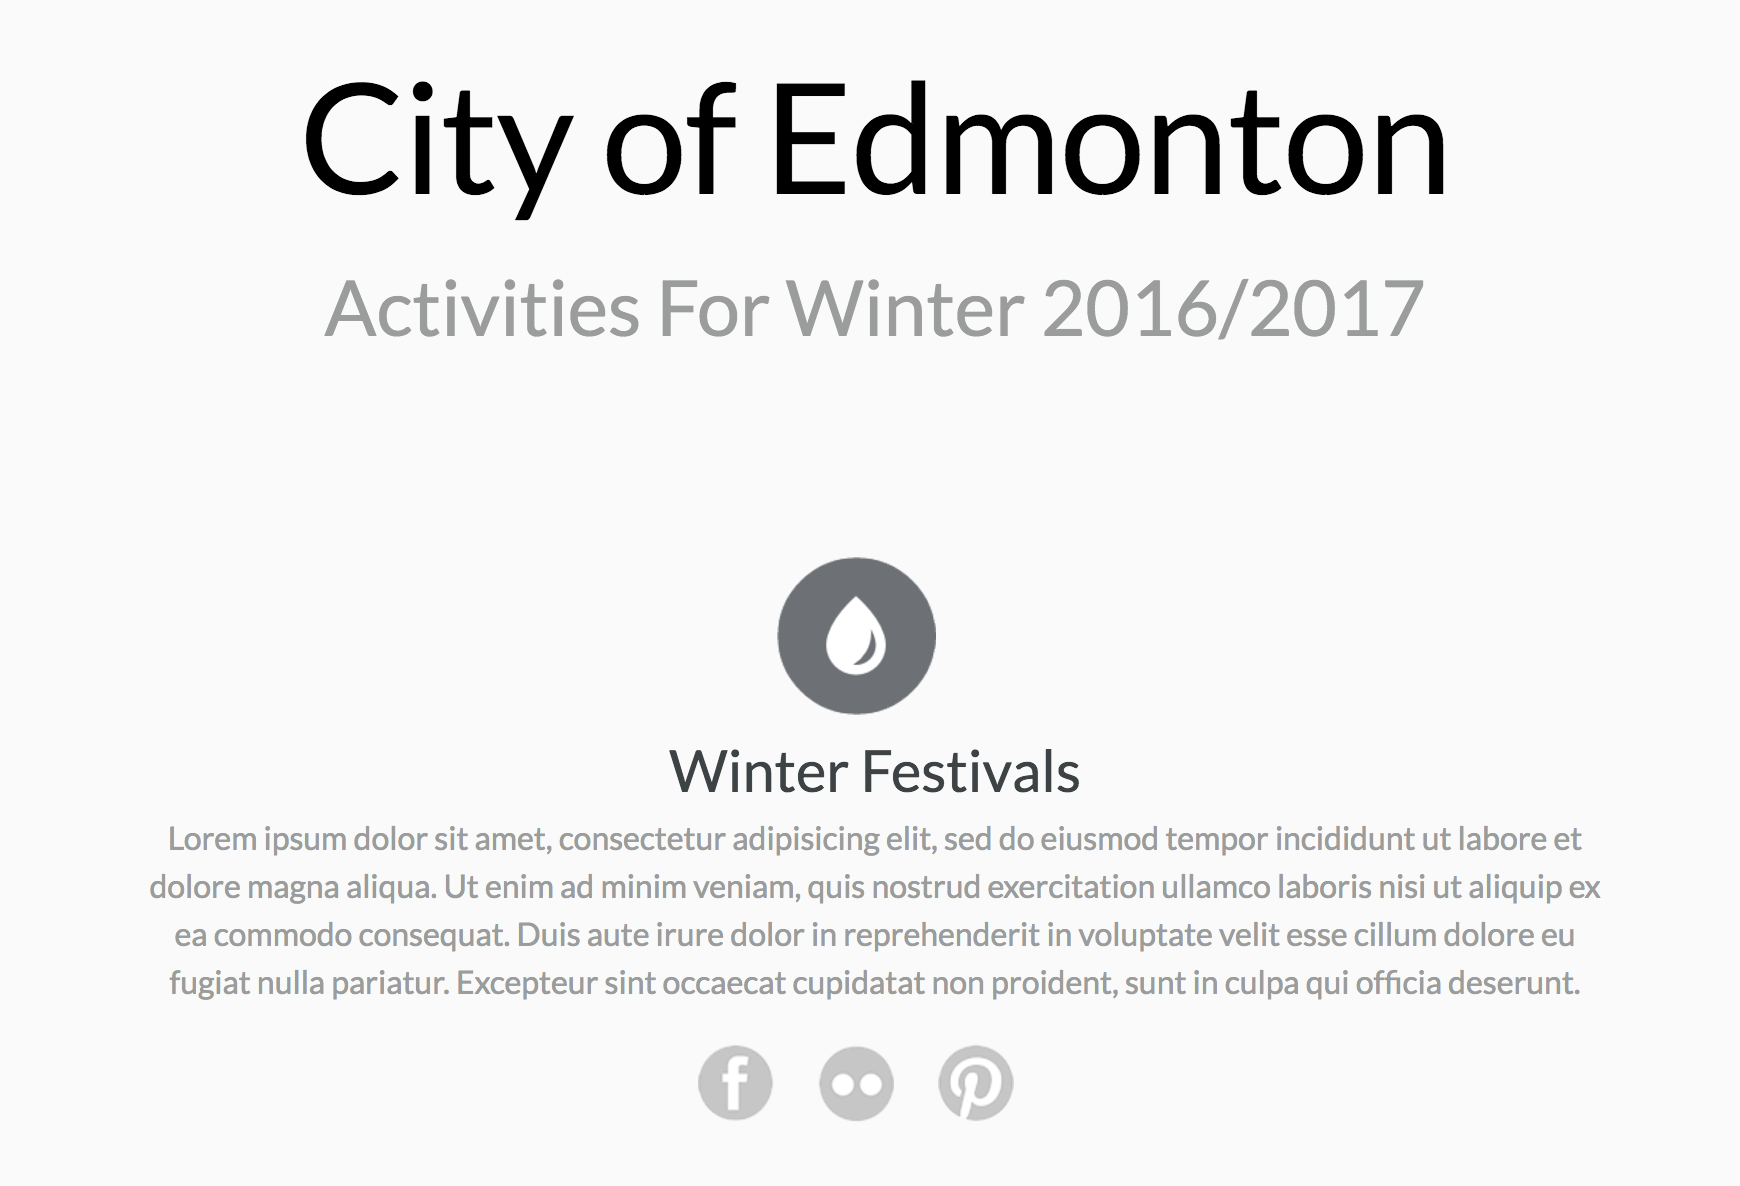 City of Edmonton
Activities For Winter 2016/2017
Winter Festivals
Lorem ipsum dolor sit amet, consectetur adipisicing elit, sed do eiusmod tempor incididunt ut labore et
dolore magna aliqua. Ut enim ad minim veniam, quis nostrud exercitation ullamco laboris nisi ut aliquip ex
ea commodo consequat. Duis aute irure dolor in reprehenderit in voluptate velit esse cillum dolore eu
fugiat nulla pariatur. Excepteur sint occaecat cupidatat non proident, sunt in culpa qui officia deserunt.